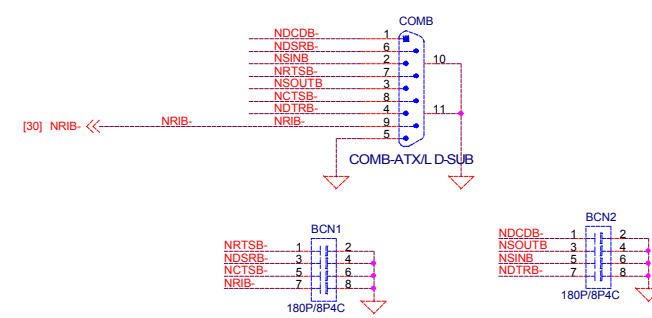 COMB
NDCDB- 1
NDSRB- 6
NSINB 2 10
NRTSB- 7
NSOUTB 3
NCTSB- 8
NDTRB- 4 11
[30] NRIB- NRIB- NRIB- 9
5
COMB-ATX/L D-SUB
BCN1
NRTSB- 1 2
NDSRB- 3 4
NCTSB- 5 6
NRIB- 7 8
180P/8P4C
BCN2
NDCDB- 1 2
NSOUTB 3 4
NSINB 5 6
NDTRB- 7 8
180P/8P4C